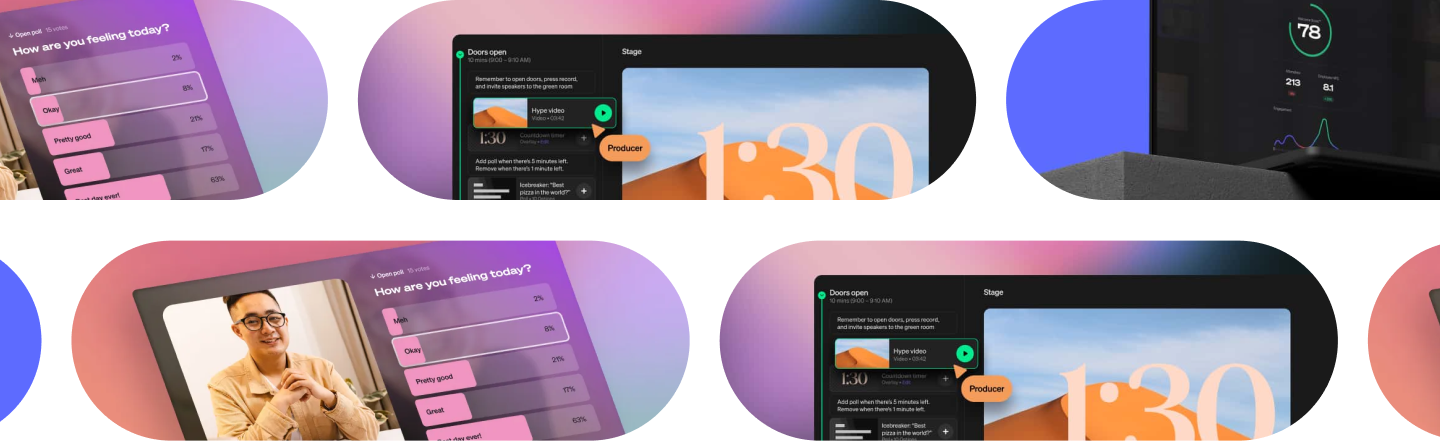 ↓ Open poll 15 votes
How are you feeling today?
Meh 2%
Okay 8%
Pretty good 21%
Great 17%
Best day ever! 63%
Doors open
10 mins (9:00 – 9:10 AM)
Remember to open doors, press record,
and invite speakers to the green room
Hype video
Video • 03:42
1:30 Countdown timer
Overlay • Edit
Producer
Add poll when there's 5 minutes left.
Remove when there's 1 minute left.
Icebreaker: "Best
pizza in the world?"
Poll • 10 Options
Stage
1:30
78
213
8.1
↓ Open poll 15 votes
How are you feeling today?
Meh 2%
Okay 8%
Pretty good 21%
Great 17%
Best day ever! 63%
Doors open
10 mins (9:00 – 9:10 AM)
Remember to open doors, press record,
and invite speakers to the green room
Hype video
Video • 03:42
1:30 Countdown timer
Overlay • Edit
Producer
Add poll when there's 5 minutes left.
Remove when there's 1 minute left.
Icebreaker: "Best
pizza in the world?"
Stage
1:30